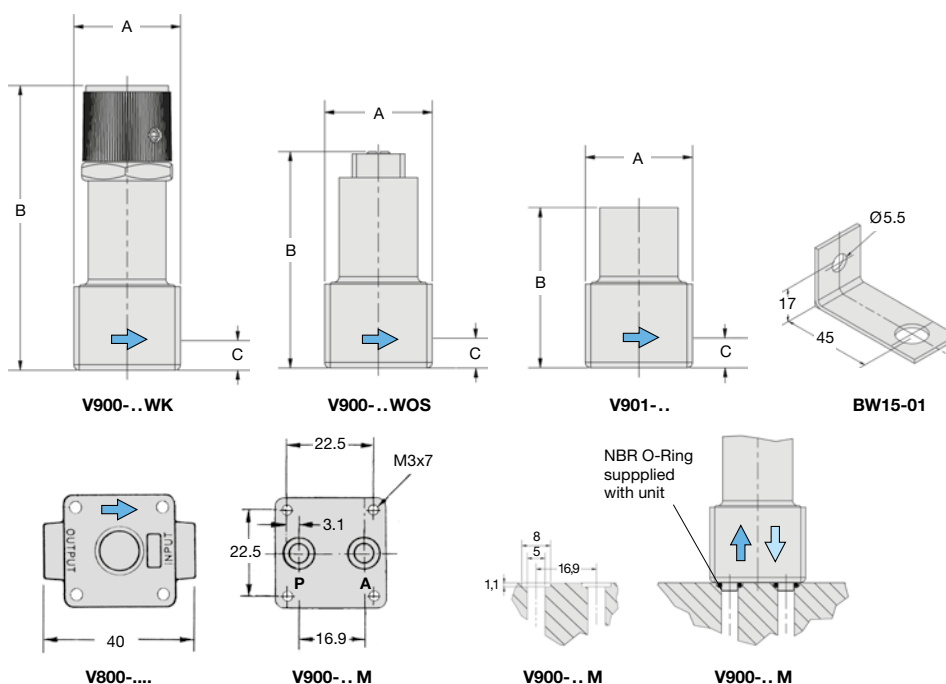 A
A
A
B
B
B
C
C
C
Ø5.5
17
45
V900-..WK
V900-..WOS
V901-..
BW15-01
OUTPUT
INPUT
40
V800-....
22.5
M3x7
3.1
22.5
P
A
16.9
V900-.. M
8
5
16,9
1,1
V900-.. M
NBR O-Ring
suppplied
with unit
V900-.. M